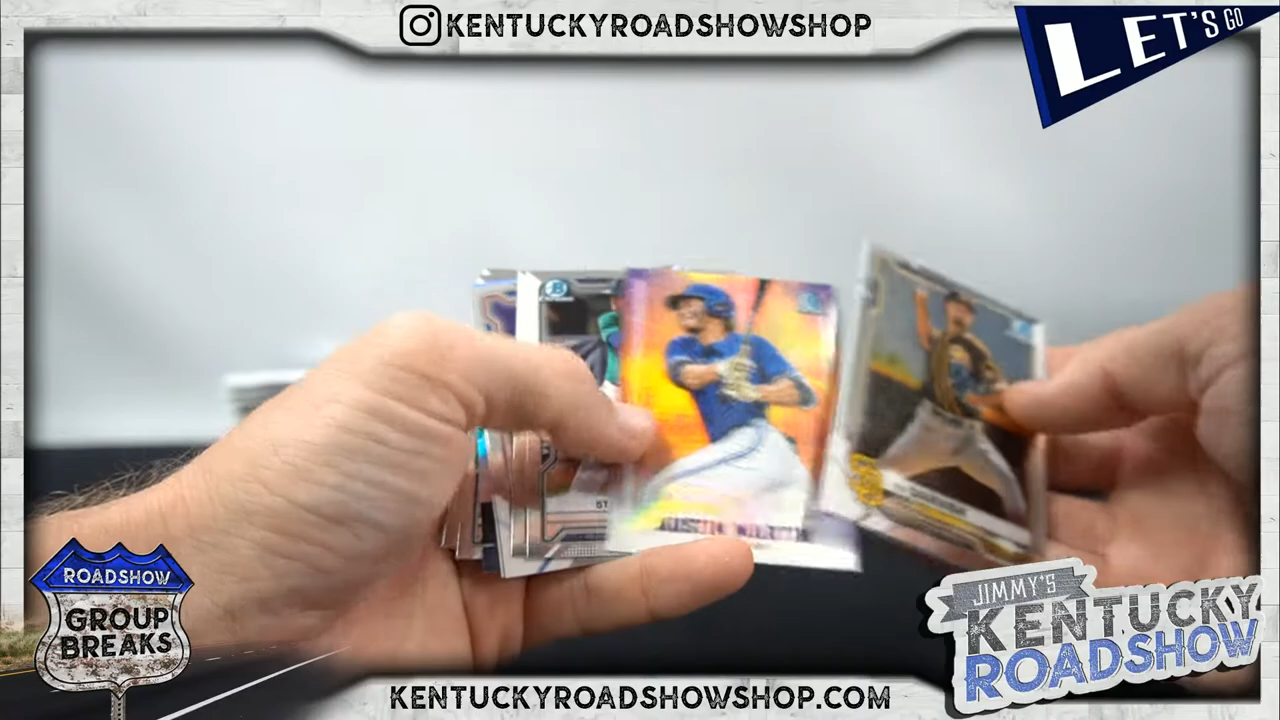 KENTUCKYROADSHOWSHOP
LET'S GO
ROADSHOW
GROUP
BREAKS
JIMMY'S
KENTUCKY
ROADSHOW
KENTUCKYROADSHOWSHOP.COM